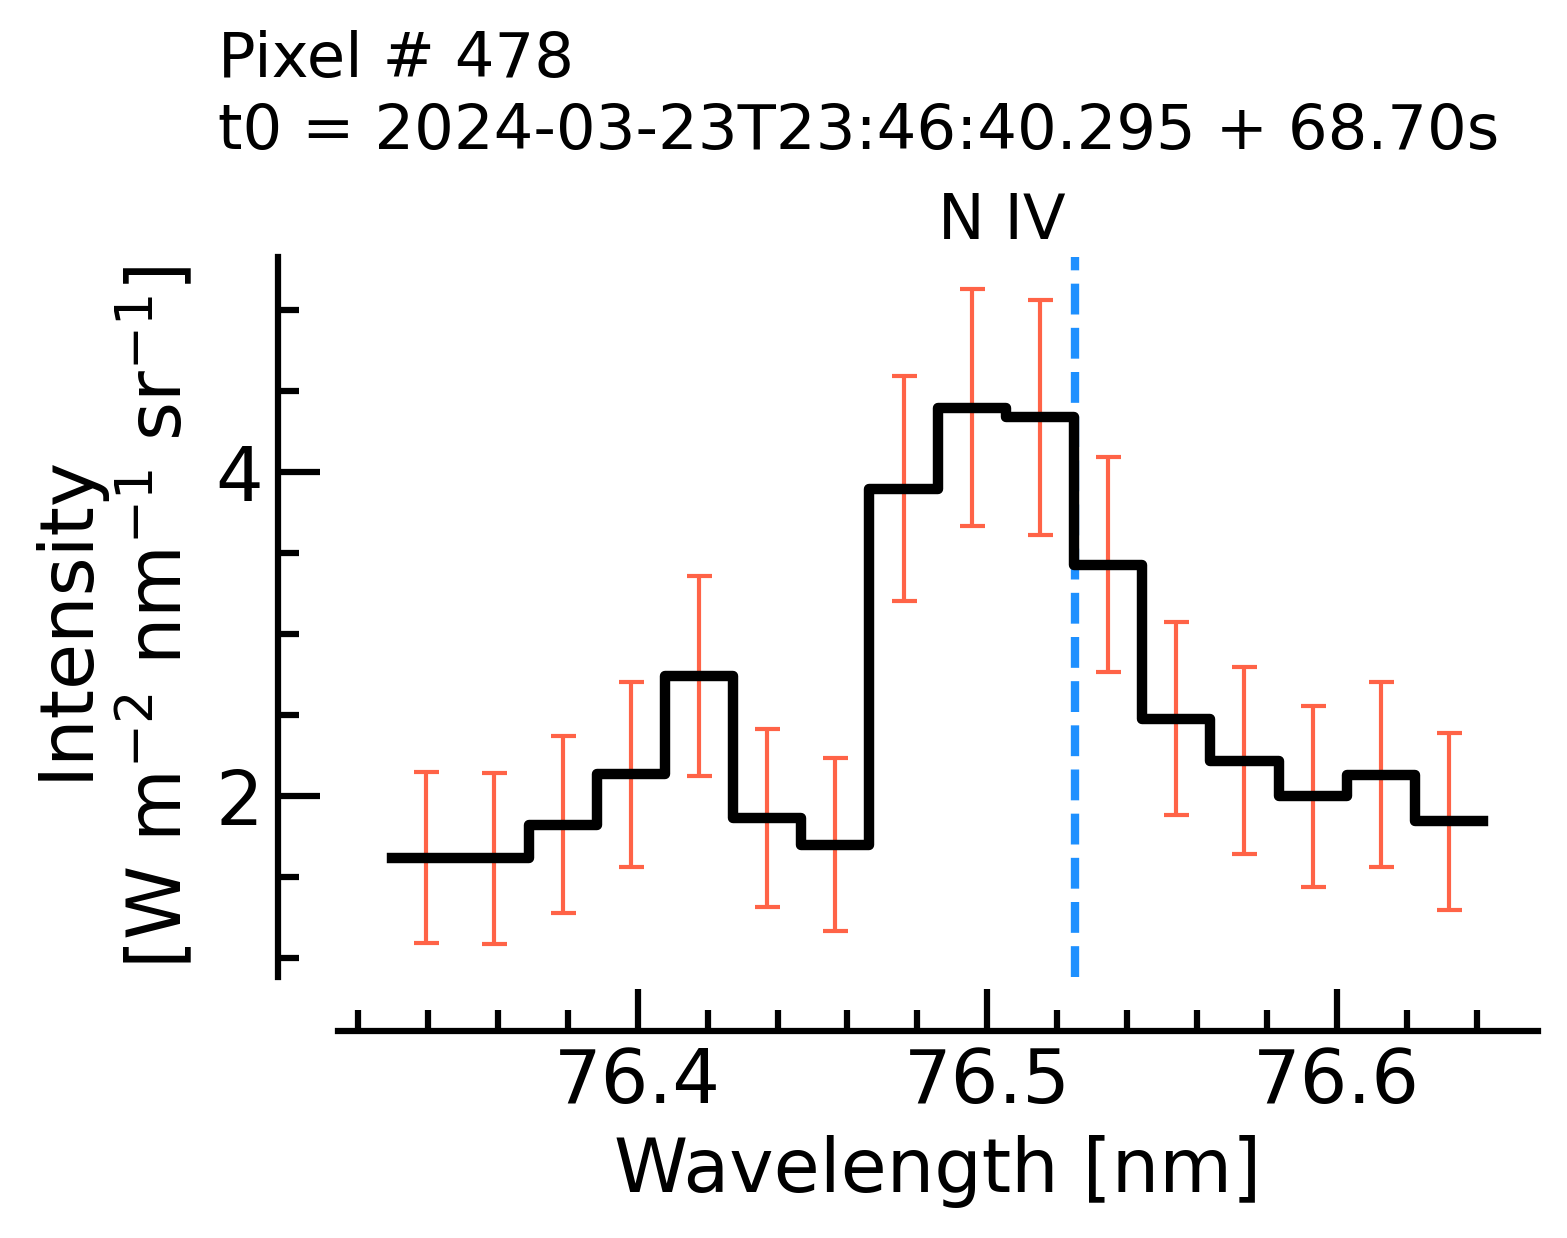 Pixel # 478
t0 = 2024-03-23T23:46:40.295 + 68.70s
N IV
Intensity
[W m⁻² nm⁻¹ sr⁻¹]
4
2
76.4 76.5 76.6
Wavelength [nm]